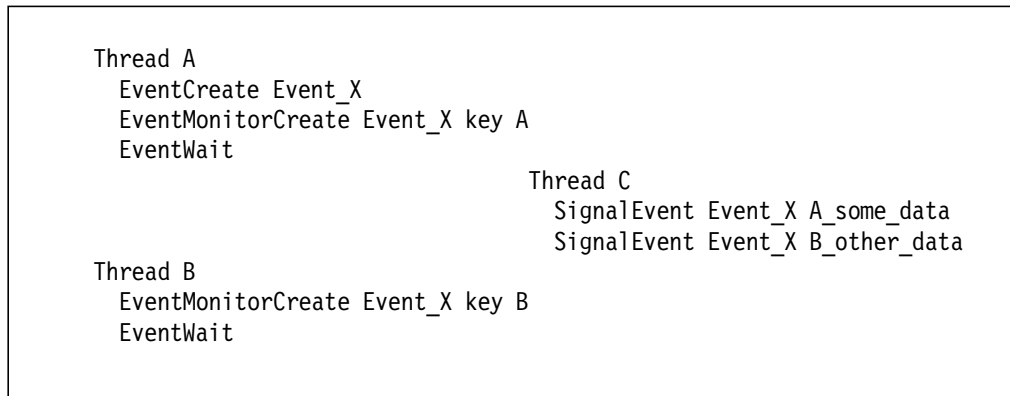 Thread A
EventCreate Event_X
EventMonitorCreate Event_X key A
EventWait
Thread C
SignalEvent Event_X A_some_data
SignalEvent Event_X B_other_data
Thread B
EventMonitorCreate Event_X key B
EventWait